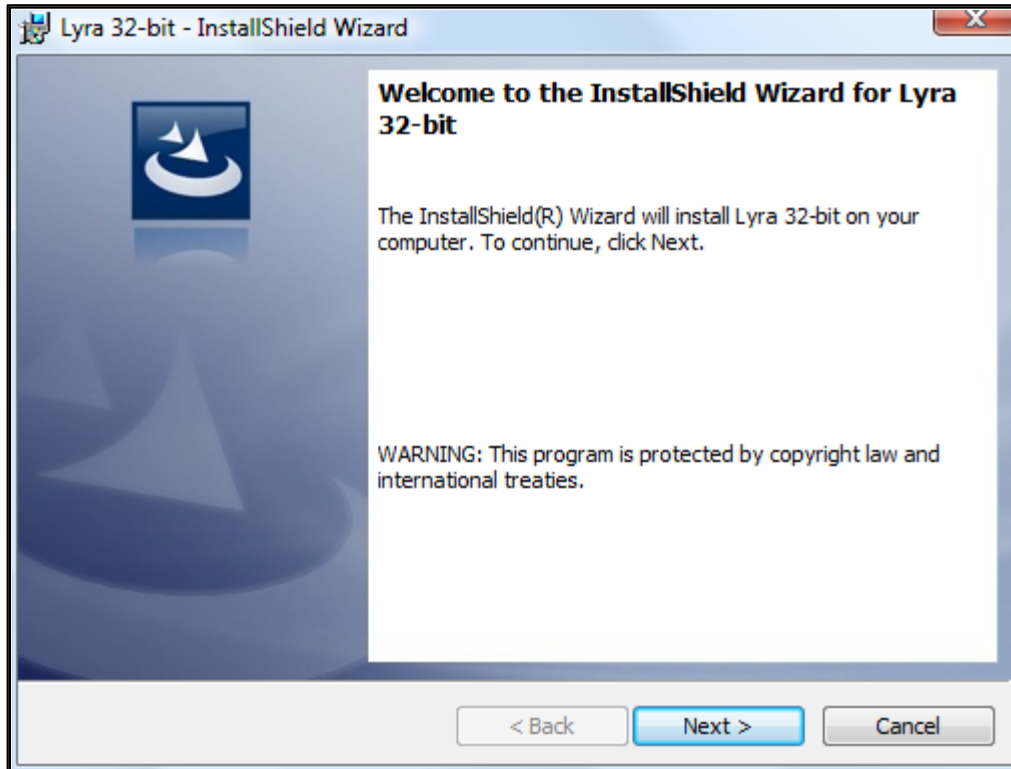 Lyra 32-bit - InstallShield Wizard
X
Welcome to the InstallShield Wizard for Lyra
32-bit
The InstallShield(R) Wizard will install Lyra 32-bit on your
computer. To continue, click Next.
WARNING: This program is protected by copyright law and
international treaties.
< Back
Next >
Cancel